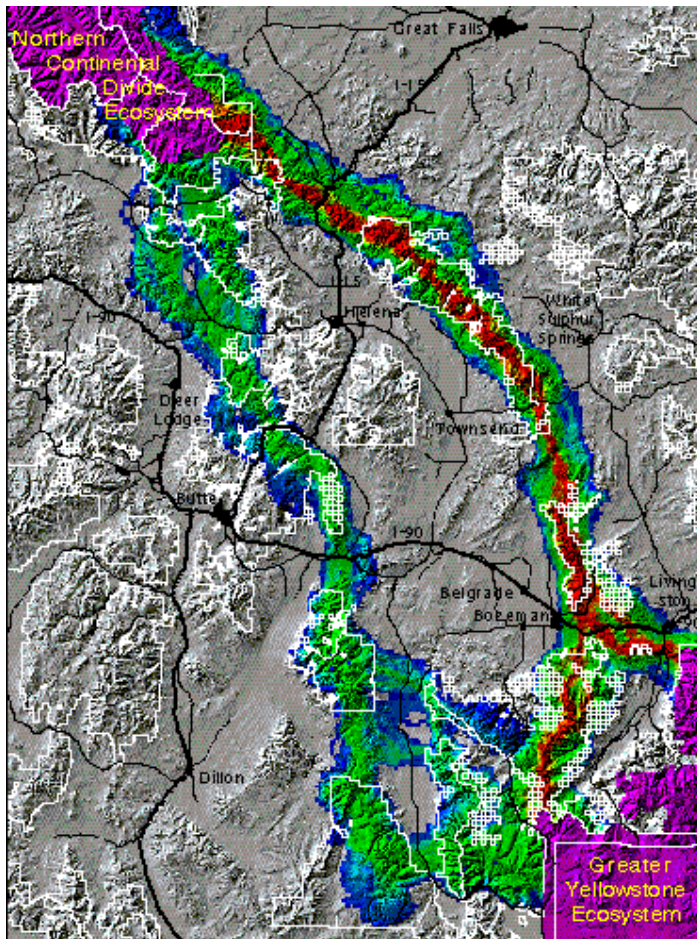 Great Falls
Northern
Continental
Divide
Ecosystem
I-15
I-15
Helena
White
Sulphur
Springs
I-90
Deer
Lodge
Townsend
Butte
I-90
Belgrade
Bozeman
Living
ston
Dillon
Greater
Yellowstone
Ecosystem